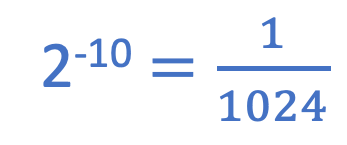 2⁻¹⁰ = 1/1024